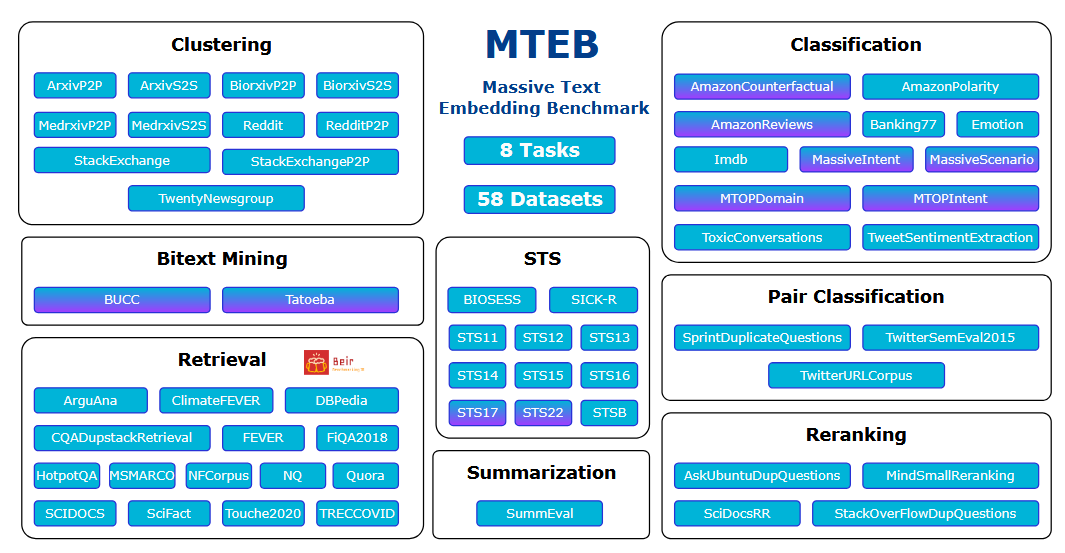 MTEB
Massive Text
Embedding Benchmark
8 Tasks
58 Datasets
Clustering
ArxivP2P ArxivS2S BiorxivP2P BiorxivS2S
MedrxivP2P MedrxivS2S Reddit RedditP2P
StackExchange StackExchangeP2P
TwentyNewsgroup
Bitext Mining
BUCC Tatoeba
Retrieval Beir
ArguAna ClimateFEVER DBPedia
CQADupstackRetrieval FEVER FiQA2018
HotpotQA MSMARCO NFCorpus NQ Quora
SCIDOCS SciFact Touche2020 TRECCOVID
STS
BIOSESS SICK-R
STS11 STS12 STS13
STS14 STS15 STS16
STS17 STS22 STSB
Summarization
SummEval
Classification
AmazonCounterfactual AmazonPolarity
AmazonReviews Banking77 Emotion
Imdb MassiveIntent MassiveScenario
MTOPDomain MTOPIntent
ToxicConversations TweetSentimentExtraction
Pair Classification
SprintDuplicateQuestions TwitterSemEval2015
TwitterURLCorpus
Reranking
AskUbuntuDupQuestions MindSmallReranking
SciDocsRR StackOverFlowDupQuestions